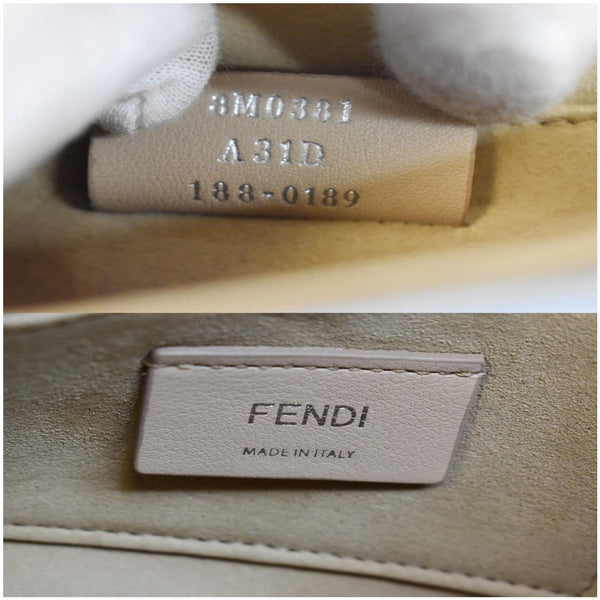 8M0381
A31D
188-0189
FENDI
MADE IN ITALY